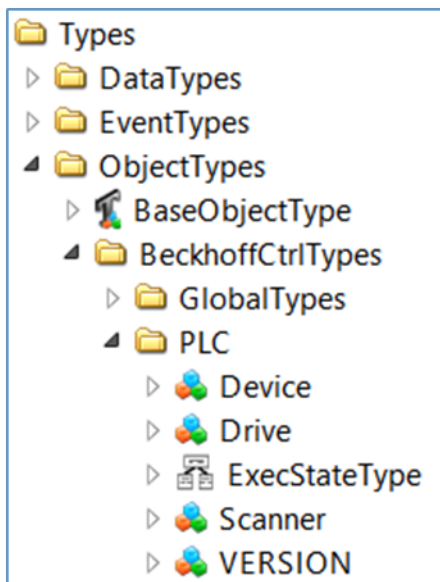 Types
DataTypes
EventTypes
ObjectTypes
BaseObjectType
BeckhoffCtrlTypes
GlobalTypes
PLC
Device
Drive
ExecStateType
Scanner
VERSION